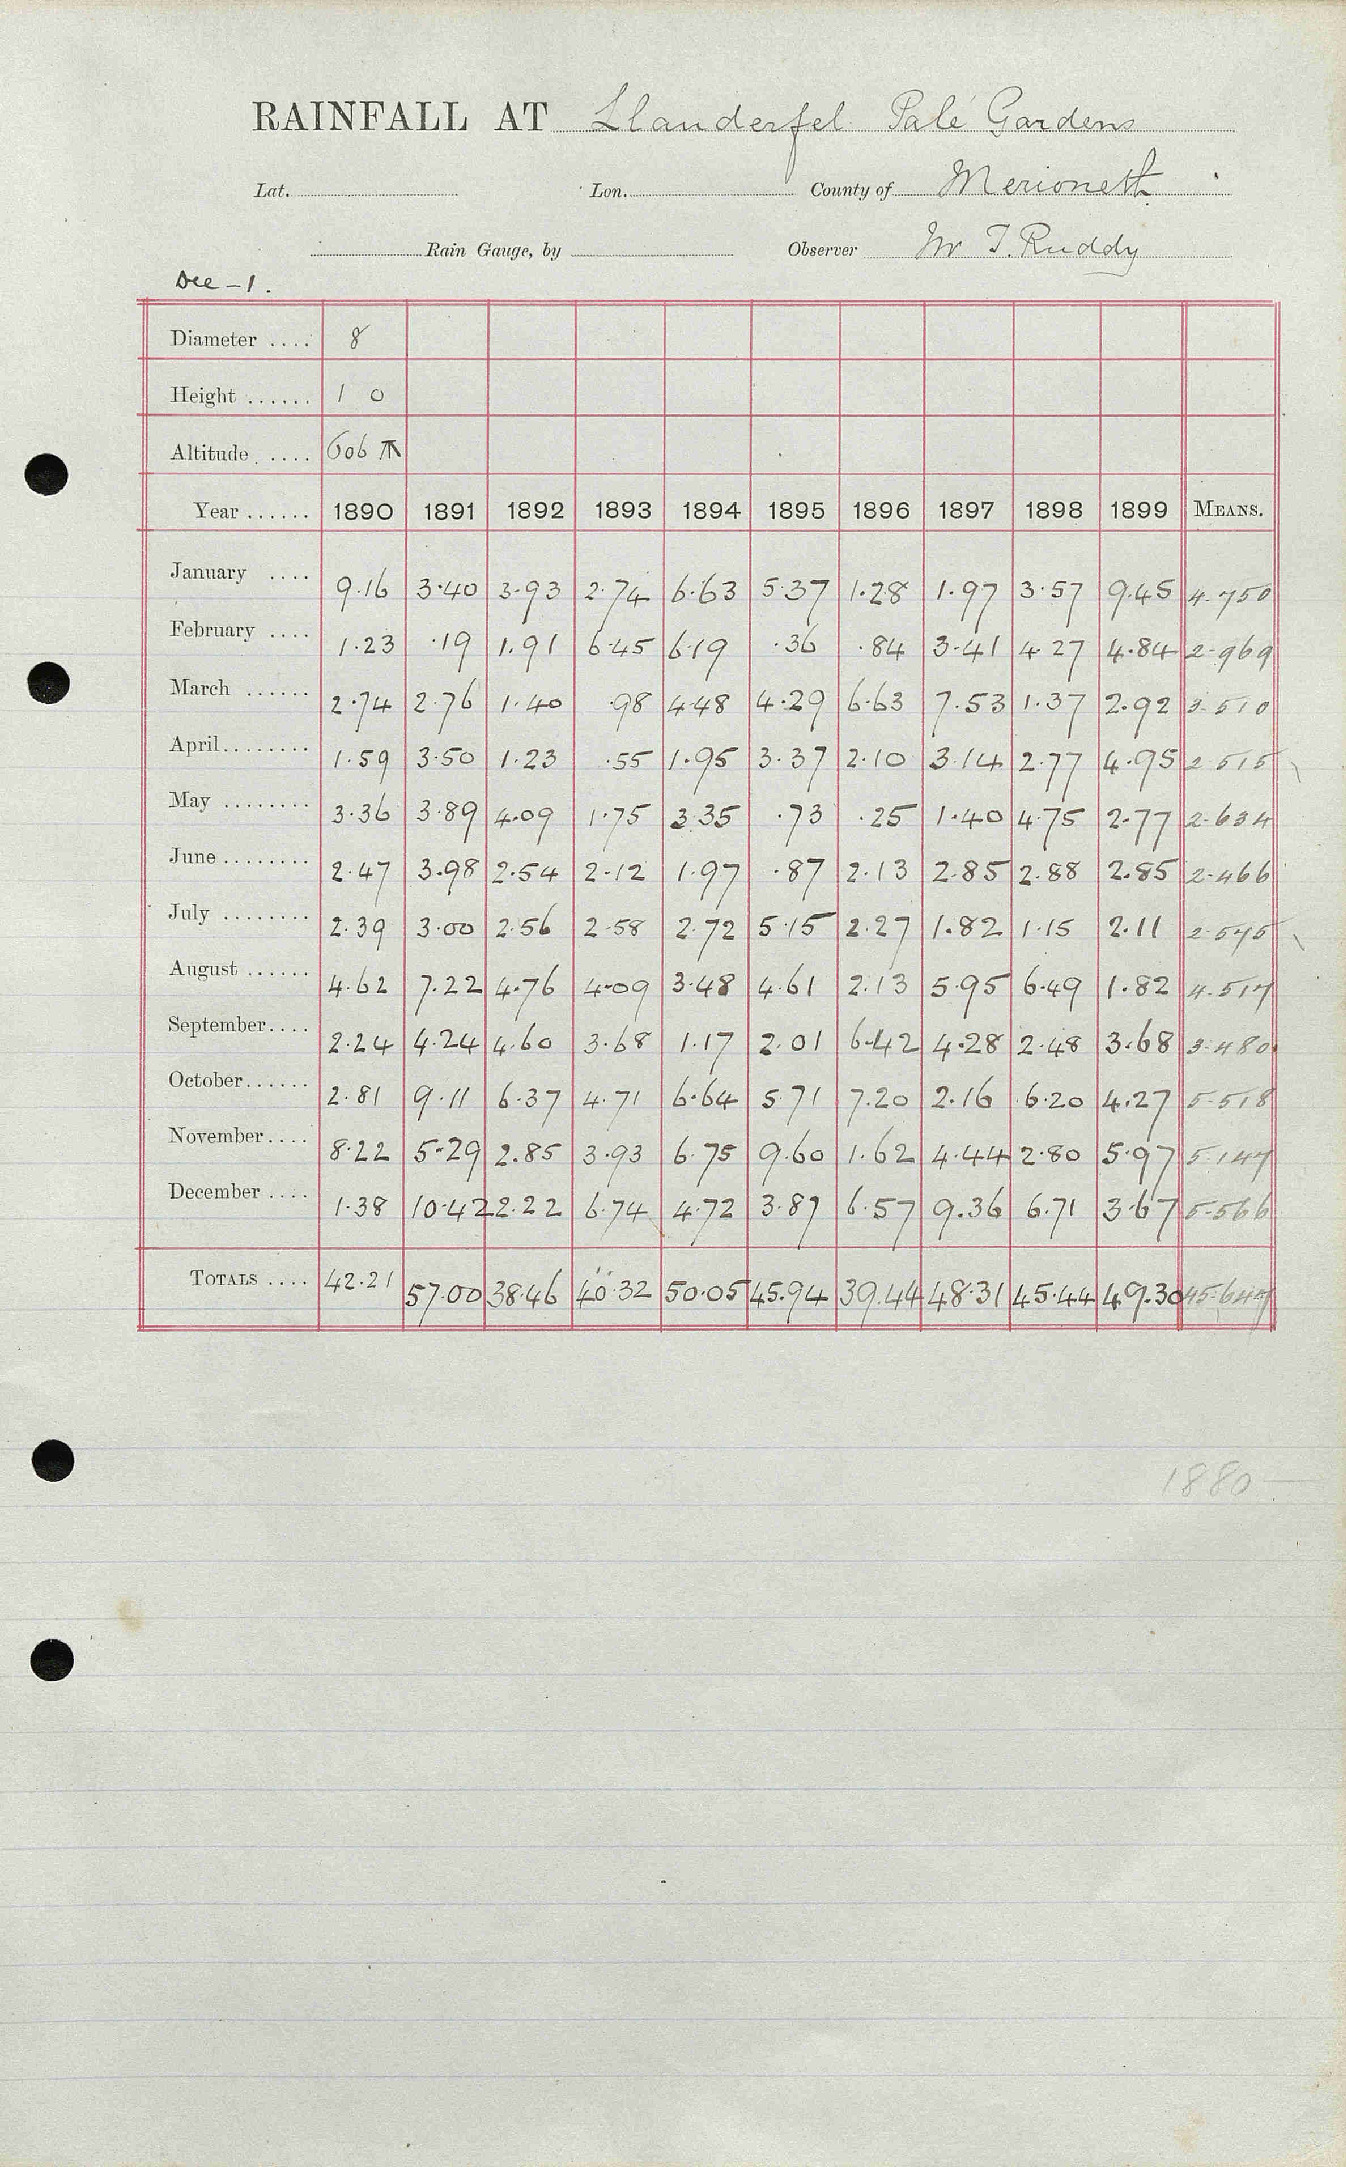 RAINFALL AT Llanderfel Palé Gardens
Lat. Lon. County of Merioneth
Rain Gauge, by Observer Mr T. Ruddy
Dee - 1.
Diameter .... 8
Height ...... 1 0
Altitude .....
Year ...... 1890 1891 1892 1893 1894 1895 1896 1897 1898 1899 MEANS.
January .... 9.16 3.40 3.93 2.74 6.63 5.37 1.28 1.97 3.57 9.45 4.750
February .... 1.23 .19 1.91 6.45 6.19 .36 .84 3.41 4.27 4.84 2.969
March ...... 2.74 2.76 1.40 .98 4.48 4.29 6.63 7.53 1.37 2.92 3.510
April........ 1.59 3.50 1.23 .55 1.95 3.37 2.10 3.14 2.77 4.95 2.515
May ........ 3.36 3.89 4.09 1.75 3.35 .73 .25 1.40 4.75 2.77 2.634
June ........ 2.47 3.98 2.54 2.12 1.97 .87 2.13 2.85 2.88 2.85 2.466
July ........ 2.39 3.00 2.56 2.58 2.72 5.15 2.27 1.82 1.15 2.11 2.575
August ...... 4.62 7.22 4.76 4.09 3.48 4.61 2.13 5.95 6.49 1.82 4.517
September.... 2.24 4.24 4.60 3.68 1.17 2.01 6.42 4.28 2.48 3.68 3.480
October...... 2.81 9.11 6.37 4.71 6.64 5.71 7.20 2.16 6.20 4.27 5.518
November.... 8.22 5.29 2.85 3.93 6.75 9.60 1.62 4.44 2.80 5.97 5.147
December .... 1.38 10.42 2.22 6.74 4.72 3.87 6.57 9.36 6.71 3.67 5.566
TOTALS .... 42.21 57.00 38.46 40.32 50.05 45.94 39.44 48.31 45.44 49.30 45.647
1880 —